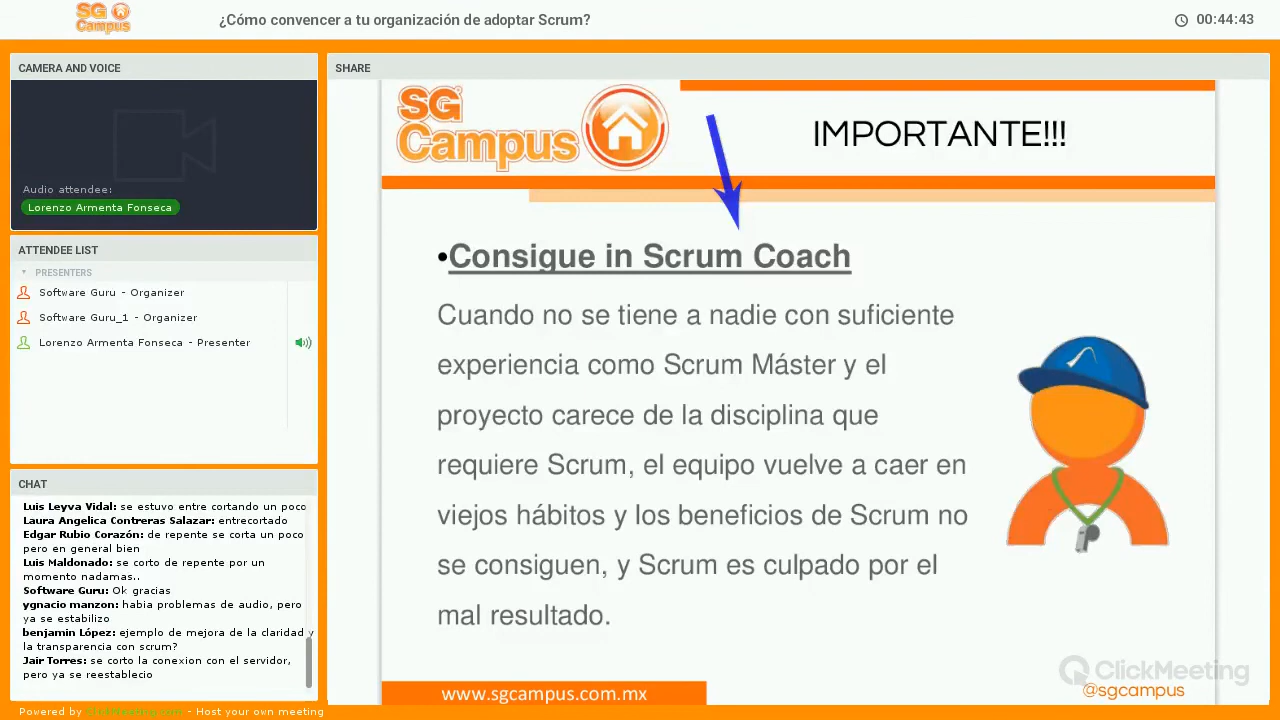 SG
Campus
¿Cómo convencer a tu organización de adoptar Scrum?
00:44:43
CAMERA AND VOICE
Audio attendee:
Lorenzo Armenta Fonseca
ATTENDEE LIST
PRESENTERS
Software Guru - Organizer
Software Guru_1 - Organizer
Lorenzo Armenta Fonseca - Presenter
CHAT
Luis Leyva Vidal: se estuvo entre cortando un poco
Laura Angelica Contreras Salazar: entrecortado
Edgar Rubio Corazón: de repente se corta un poco
pero en general bien
Luis Maldonado: se corto de repente por un
momento nadamas..
Software Guru: Ok gracias
ygnacio manzon: habia problemas de audio, pero
ya se estabilizo
benjamin López: ejemplo de mejora de la claridad y
la transparencia con scrum?
Jair Torres: se corto la conexion con el servidor,
pero ya se reestablecio
Powered by ClickMeeting.com - Host your own meeting
SHARE
SG
Campus
IMPORTANTE!!!
•Consigue in Scrum Coach
Cuando no se tiene a nadie con suficiente
experiencia como Scrum Máster y el
proyecto carece de la disciplina que
requiere Scrum, el equipo vuelve a caer en
viejos hábitos y los beneficios de Scrum no
se consiguen, y Scrum es culpado por el
mal resultado.
www.sgcampus.com.mx
ClickMeeting
@sgcampus